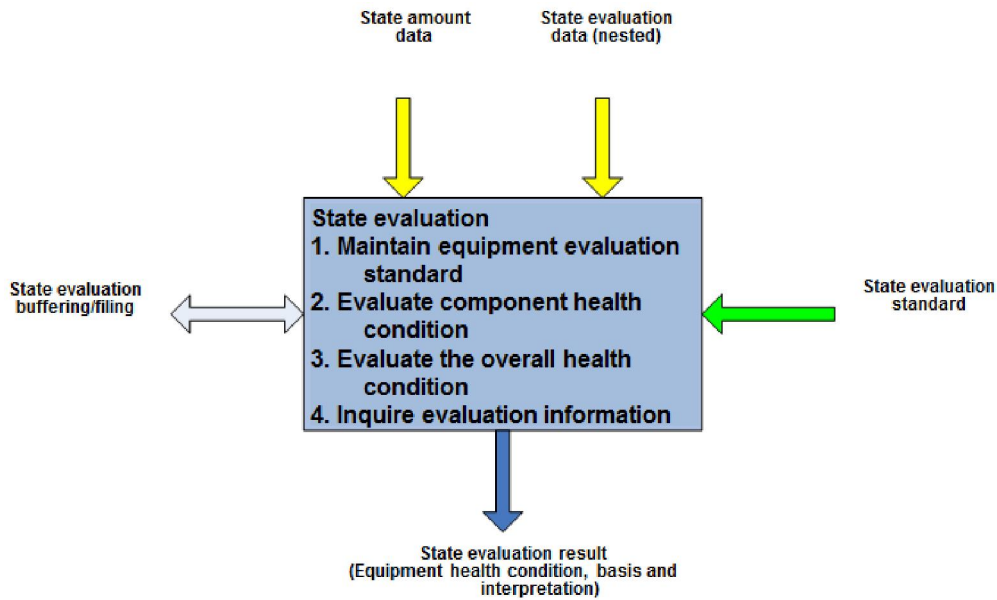 State amount
data
State evaluation
data (nested)
State evaluation
1. Maintain equipment evaluation
standard
2. Evaluate component health
condition
3. Evaluate the overall health
condition
4. Inquire evaluation information
State evaluation
buffering/filing
State evaluation
standard
State evaluation result
(Equipment health condition, basis and
interpretation)